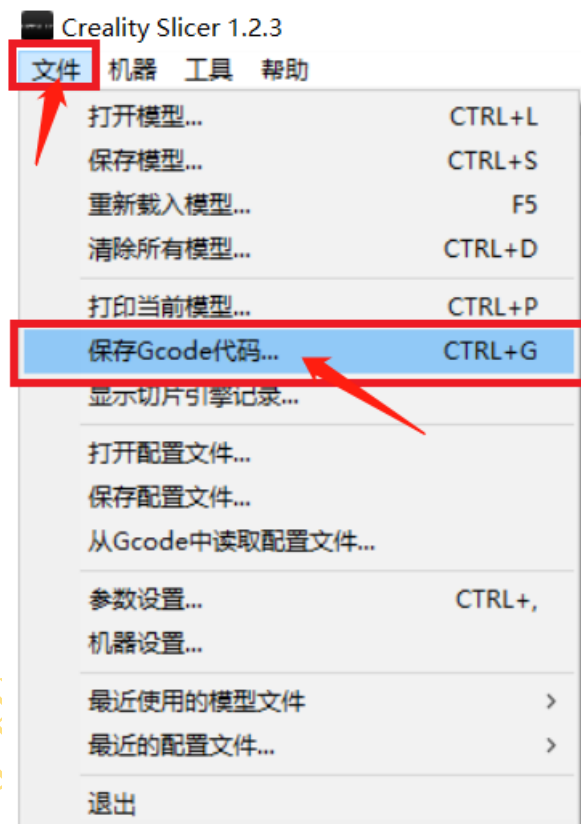 Creality Slicer 1.2.3
文件 机器 工具 帮助
打开模型... CTRL+L
保存模型... CTRL+S
重新载入模型... F5
清除所有模型... CTRL+D
打印当前模型... CTRL+P
保存Gcode代码... CTRL+G
显示切片引擎记录...
打开配置文件...
保存配置文件...
从Gcode中读取配置文件...
参数设置... CTRL+,
机器设置...
最近使用的模型文件 >
最近的配置文件... >
退出